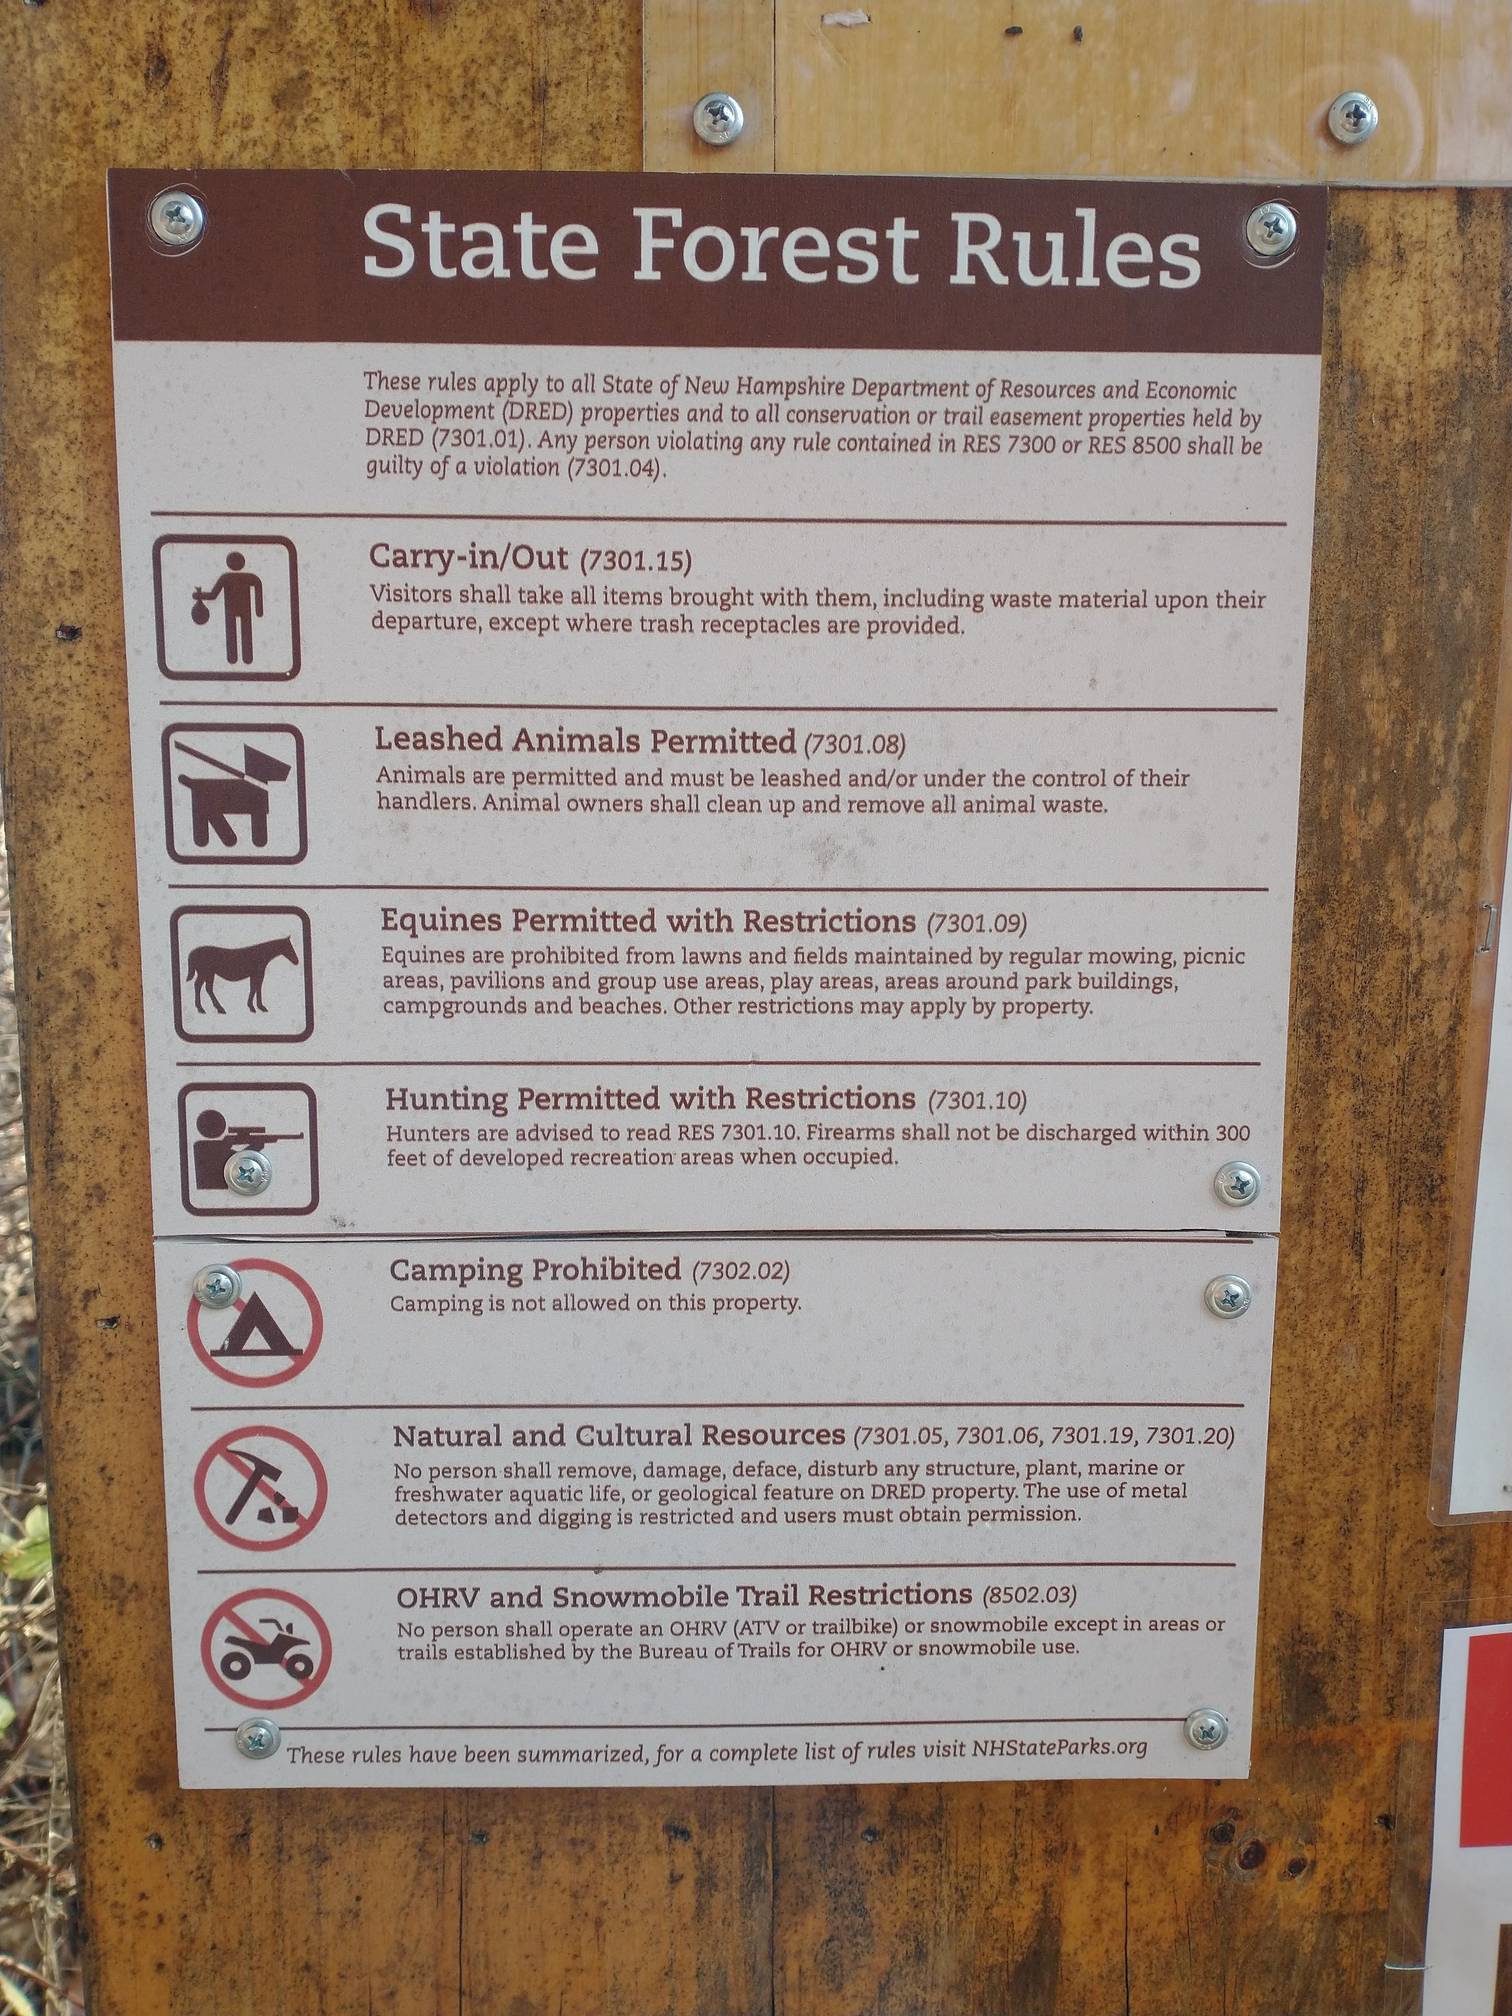 State Forest Rules
These rules apply to all State of New Hampshire Department of Resources and Economic
Development (DRED) properties and to all conservation or trail easement properties held by
DRED (7301.01). Any person violating any rule contained in RES 7300 or RES 8500 shall be
guilty of a violation (7301.04).
Carry-in/Out (7301.15)
Visitors shall take all items brought with them, including waste material upon their
departure, except where trash receptacles are provided.
Leashed Animals Permitted (7301.08)
Animals are permitted and must be leashed and/or under the control of their
handlers. Animal owners shall clean up and remove all animal waste.
Equines Permitted with Restrictions (7301.09)
Equines are prohibited from lawns and fields maintained by regular mowing, picnic
areas, pavilions and group use areas, play areas, areas around park buildings,
campgrounds and beaches. Other restrictions may apply by property.
Hunting Permitted with Restrictions (7301.10)
Hunters are advised to read RES 7301.10. Firearms shall not be discharged within 300
feet of developed recreation areas when occupied.
Camping Prohibited (7302.02)
Camping is not allowed on this property.
Natural and Cultural Resources (7301.05, 7301.06, 7301.19, 7301.20)
No person shall remove, damage, deface, disturb any structure, plant, marine or
freshwater aquatic life, or geological feature on DRED property. The use of metal
detectors and digging is restricted and users must obtain permission.
OHRV and Snowmobile Trail Restrictions (8502.03)
No person shall operate an OHRV (ATV or trailbike) or snowmobile except in areas or
trails established by the Bureau of Trails for OHRV or snowmobile use.
These rules have been summarized, for a complete list of rules visit NHStateParks.org